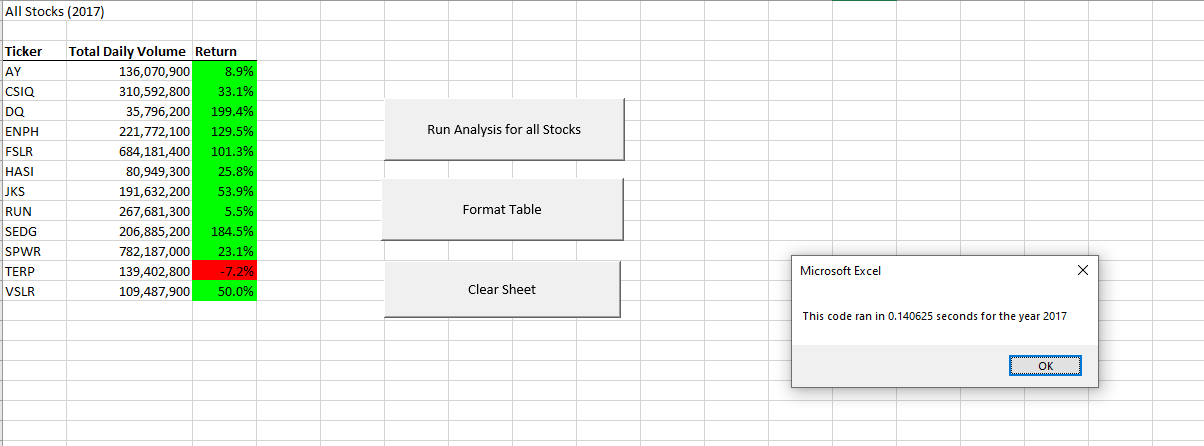 All Stocks (2017)
Ticker Total Daily Volume Return
AY 136,070,900 8.9%
CSIQ 310,592,800 33.1%
DQ 35,796,200 199.4%
ENPH 221,772,100 129.5%
FSLR 684,181,400 101.3%
HASI 80,949,300 25.8%
JKS 191,632,200 53.9%
RUN 267,681,300 5.5%
SEDG 206,885,200 184.5%
SPWR 782,187,000 23.1%
TERP 139,402,800 -7.2%
VSLR 109,487,900 50.0%
Run Analysis for all Stocks
Format Table
Clear Sheet
Microsoft Excel
This code ran in 0.140625 seconds for the year 2017
OK